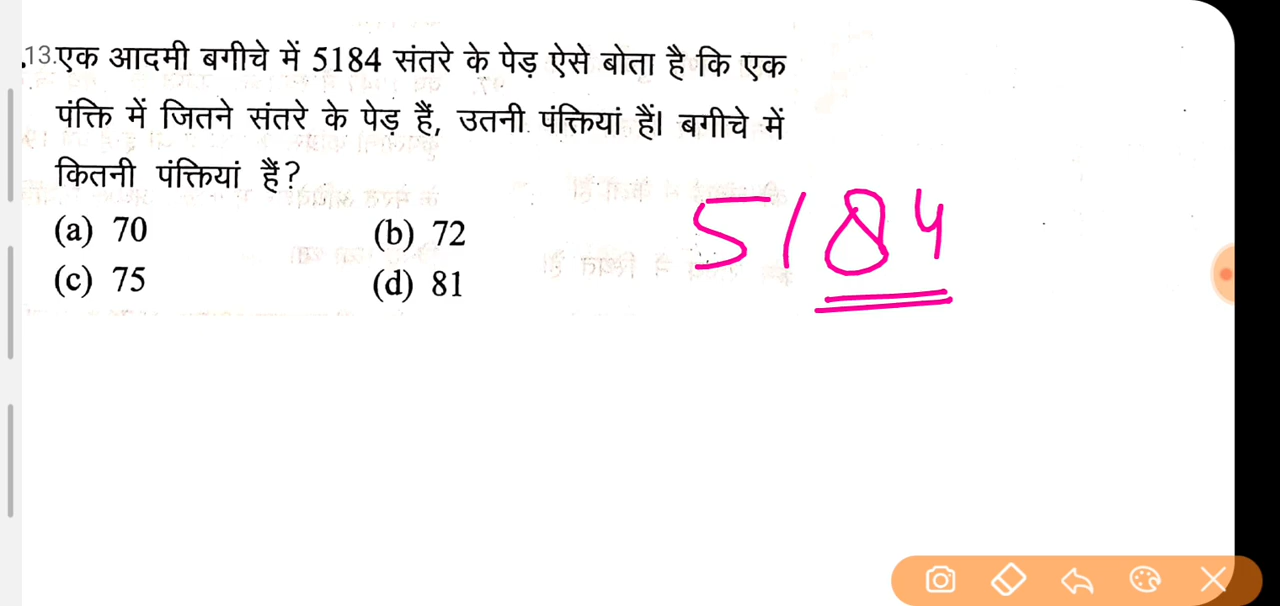 13.एक आदमी बगीचे में 5184 संतरे के पेड़ ऐसे बोता है कि एक
पंक्ति में जितने संतरे के पेड़ हैं, उतनी पंक्तियां हैं। बगीचे में
कितनी पंक्तियां हैं?
(a) 70 (b) 72
(c) 75 (d) 81
5184